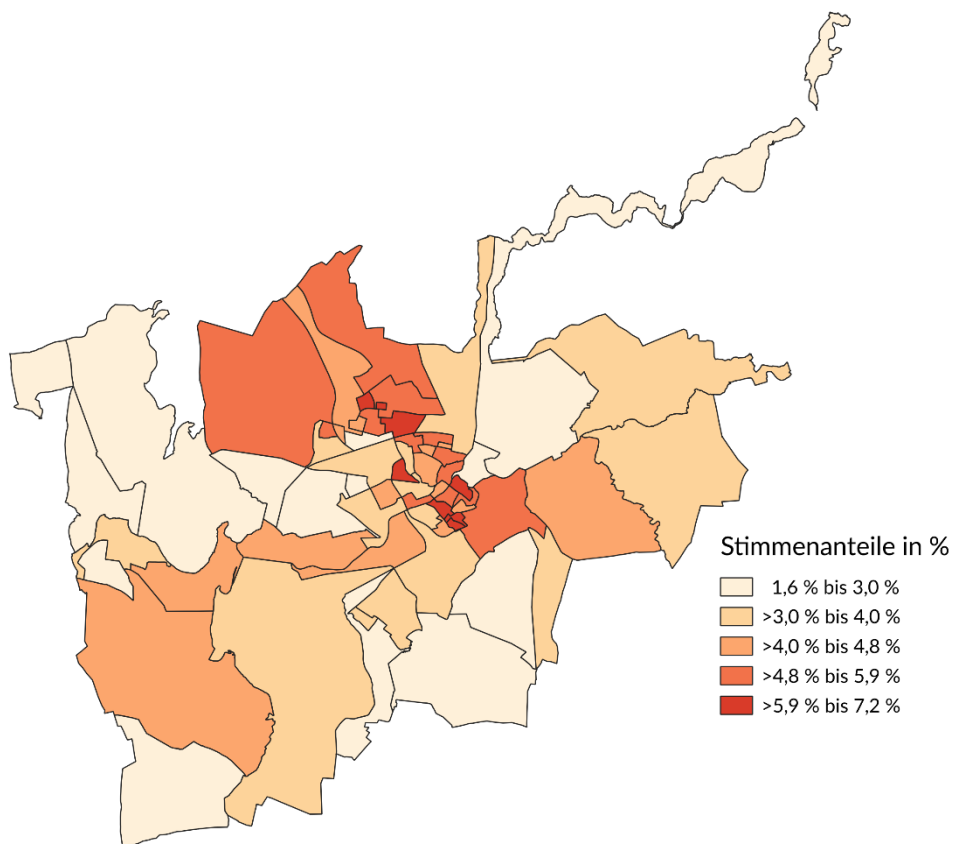 Stimmenanteile in %
1,6 % bis 3,0 %
>3,0 % bis 4,0 %
>4,0 % bis 4,8 %
>4,8 % bis 5,9 %
>5,9 % bis 7,2 %